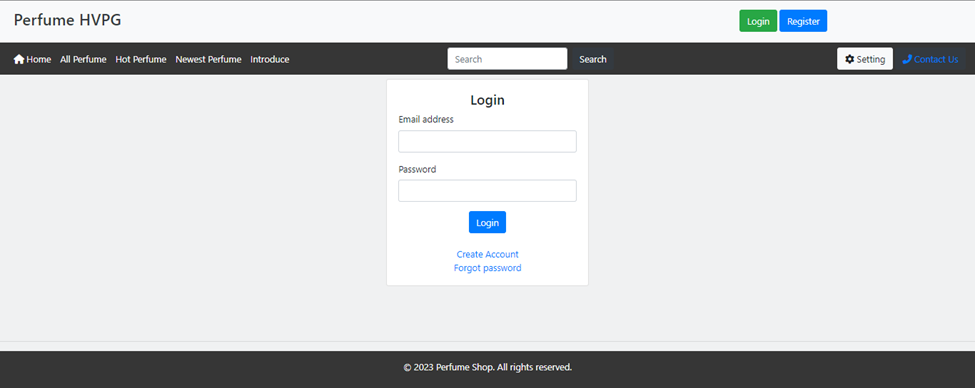 Perfume HVPG
Login Register
Home All Perfume Hot Perfume Newest Perfume Introduce Search Search Setting Contact Us
Login
Email address
Password
Login
Create Account
Forgot password
© 2023 Perfume Shop. All rights reserved.